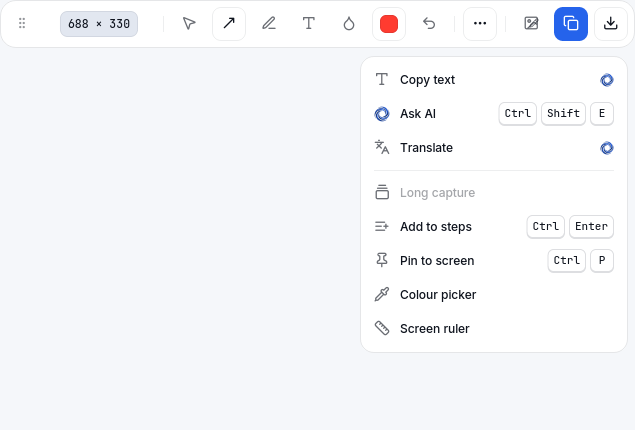 688 × 330
Copy text
Ask AI Ctrl Shift E
Translate
Long capture
Add to steps Ctrl Enter
Pin to screen Ctrl P
Colour picker
Screen ruler